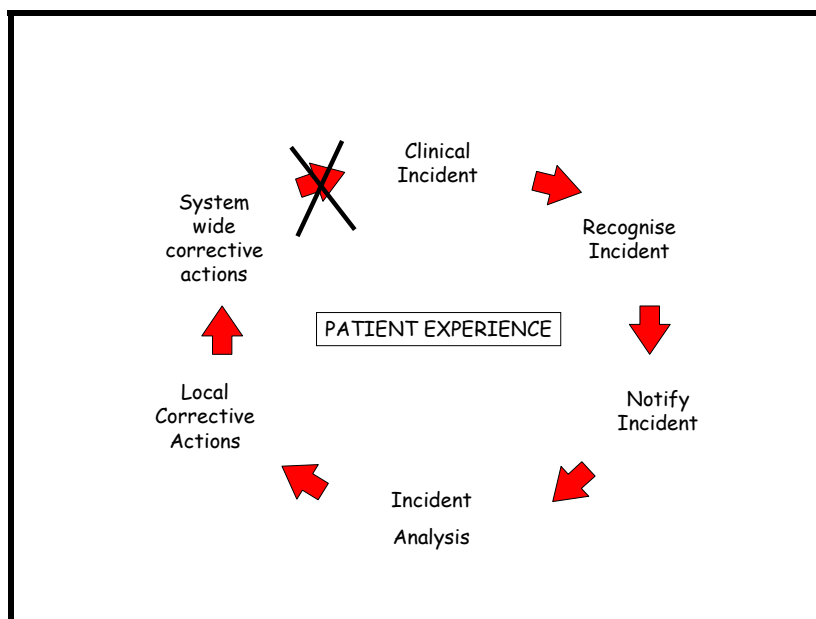 Clinical
Incident
Recognise
Incident
Notify
Incident
Incident
Analysis
Local
Corrective
Actions
System
wide
corrective
actions
PATIENT EXPERIENCE